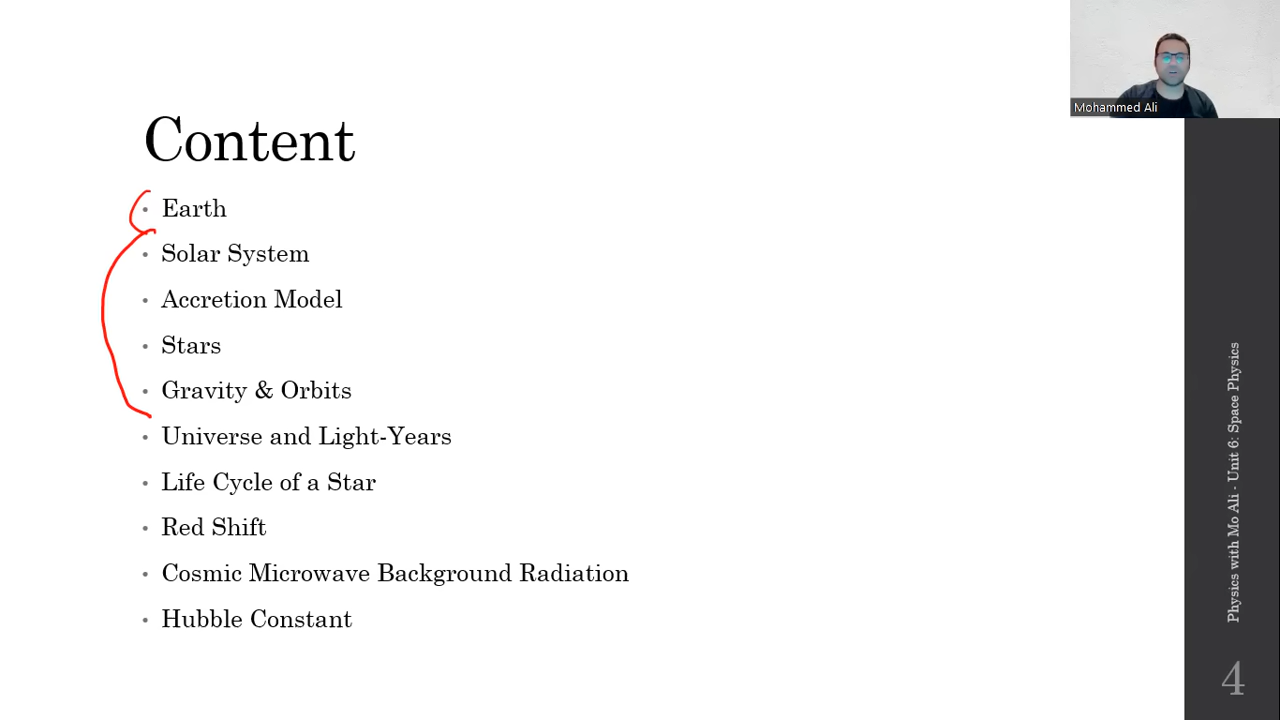 Mohammed Ali
Content
• Earth
• Solar System
• Accretion Model
• Stars
• Gravity & Orbits
• Universe and Light-Years
• Life Cycle of a Star
• Red Shift
• Cosmic Microwave Background Radiation
• Hubble Constant
Physics with Mo Ali - Unit 6: Space Physics
4